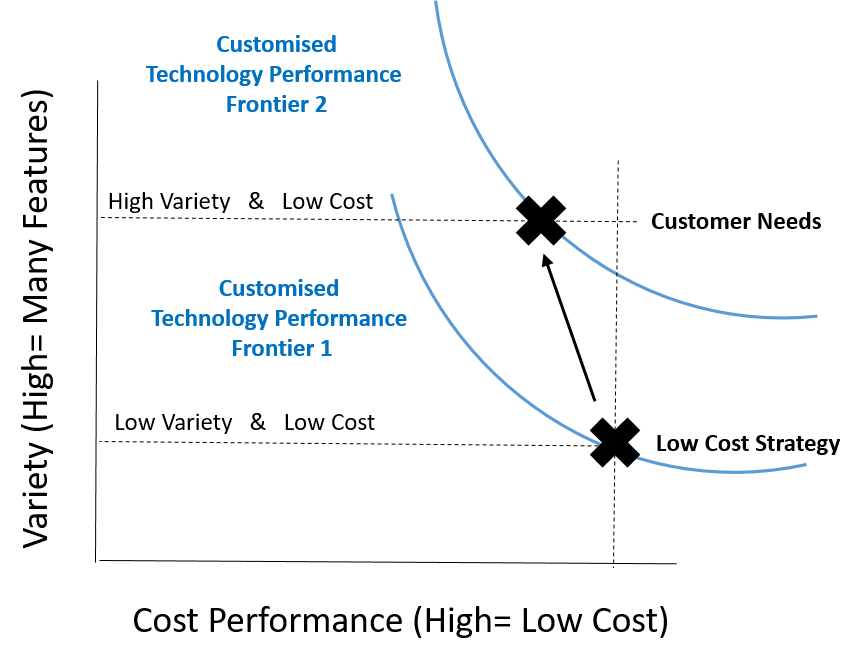 Customised
Technology Performance
Frontier 2
High Variety & Low Cost
Customer Needs
Customised
Technology Performance
Frontier 1
Low Variety & Low Cost
Low Cost Strategy
Variety (High= Many Features)
Cost Performance (High= Low Cost)